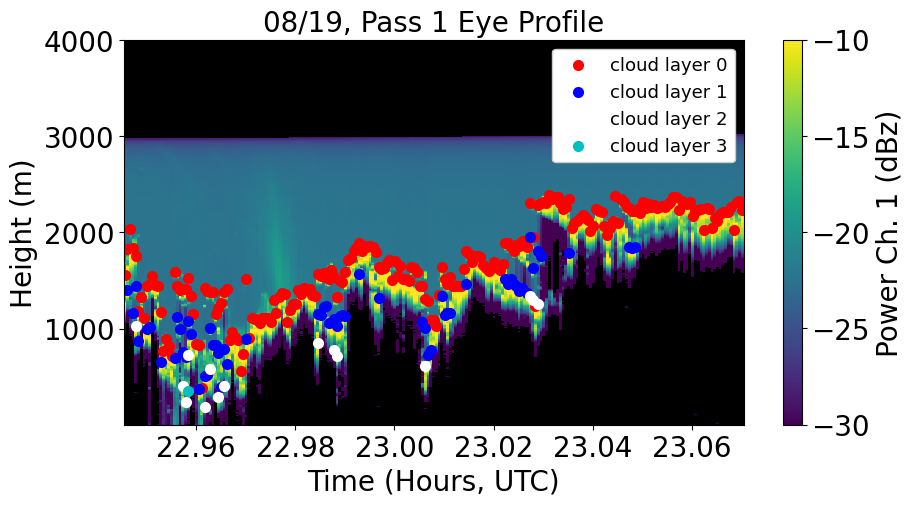 08/19, Pass 1 Eye Profile
4000
3000
2000
1000
Height (m)
cloud layer 0
cloud layer 1
cloud layer 2
cloud layer 3
22.96 22.98 23.00 23.02 23.04 23.06
Time (Hours, UTC)
−10
−15
−20
−25
−30
Power Ch. 1 (dBz)